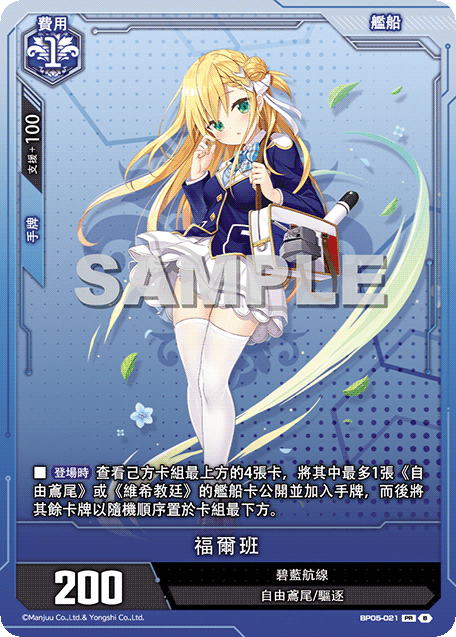 費用
艦船
1
支援+100
手牌
SAMPLE
■ 登場時 查看己方卡組最上方的4張卡，將其中最多1張《自
由鳶尾》或《維希教廷》的艦船卡公開並加入手牌，而後將
其餘卡牌以隨機順序置於卡組最下方。
福爾班
200
碧藍航線
自由鳶尾/驅逐
©Manjuu Co.,Ltd. & Yongshi Co.,Ltd.
BP05-021 PR B